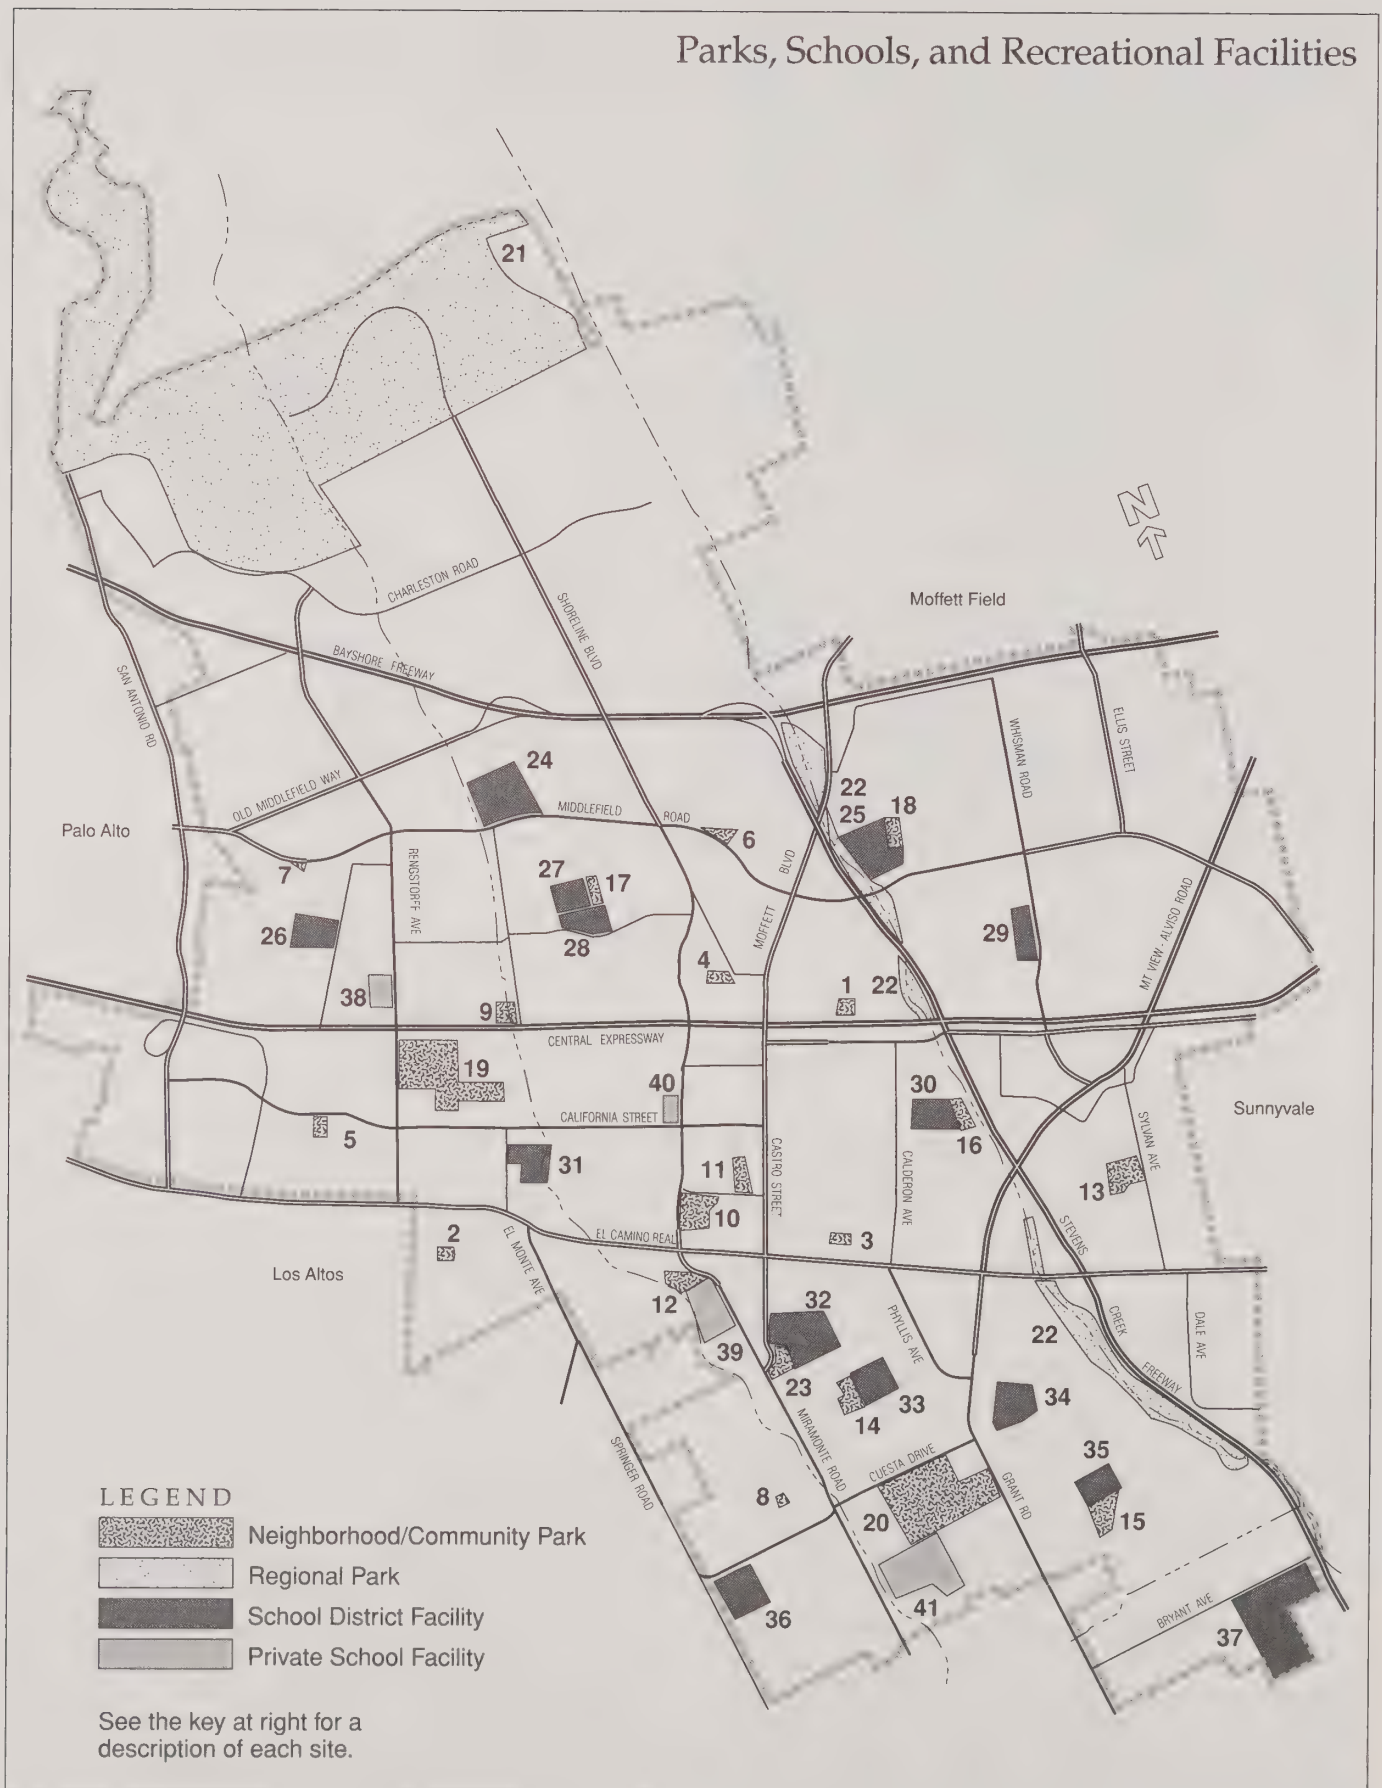 Parks, Schools, and Recreational Facilities
21
N
CHARLESTON ROAD
SHORELINE BLVD
Moffett Field
BAYSHORE FREEWAY
SAN ANTONIO RD
ELLIS STREET
WHISMAN ROAD
24
OLD MIDDLEFIELD WAY
22
MIDDLEFIELD
ROAD
25
18
Palo Alto
6
BLVD
7
RENGSTORFF AVE
27
17
26
28
29
MOFFETT
MT VIEW-ALVISO ROAD
4
38
1
22
9
CENTRAL EXPRESSWAY
19
40
30
Sunnyvale
CALIFORNIA STREET
5
16
SYLVAN AVE
31
11
CASTRO STREET
CALDERON AVE
13
10
2
EL MONTE AVE
EL CAMINO REAL
3
STEVENS
Los Altos
12
32
PHYLLIS AVE
22
CREEK
DALE AVE
39
FREEWAY
23
33
34
14
MIRAMONTE ROAD
SPRINGER ROAD
CUESTA DRIVE
35
GRANT RD
8
20
15
LEGEND
Neighborhood/Community Park
Regional Park
School District Facility
Private School Facility
36
41
BRYANT AVE
37
See the key at right for a
description of each site.